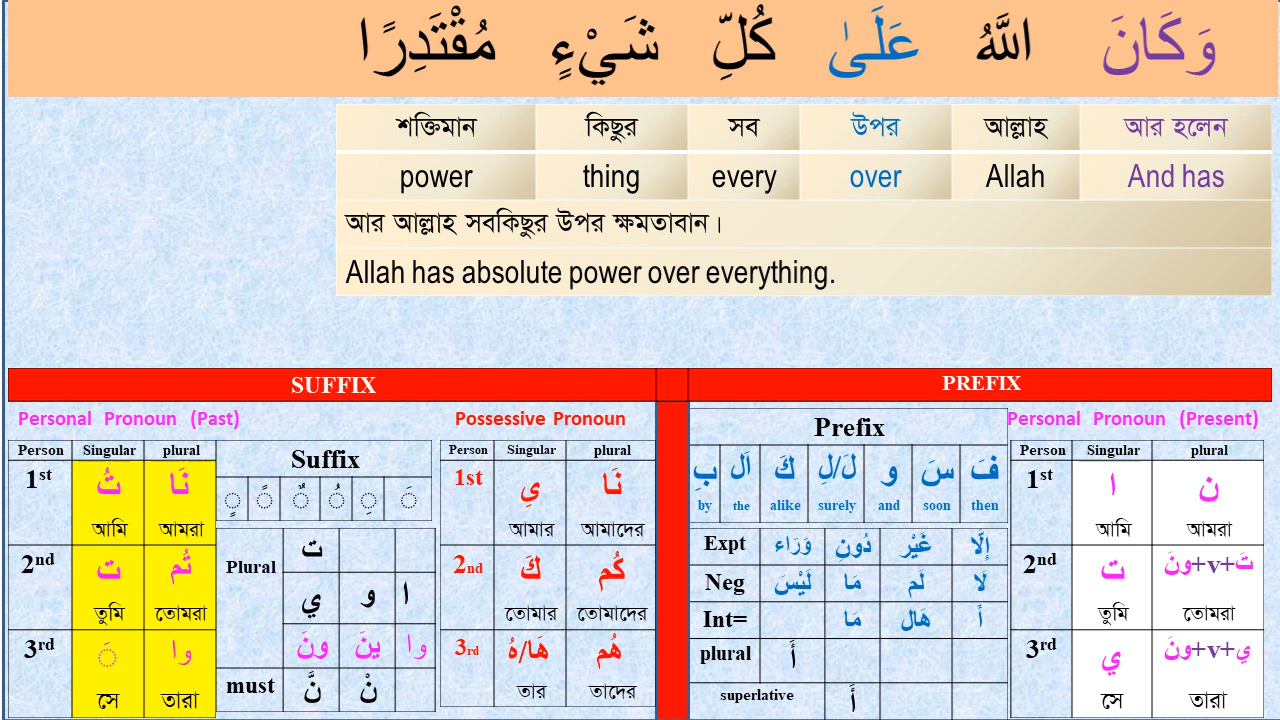 وَكَانَ اللَّهُ عَلَىٰ كُلِّ شَيْءٍ مُقْتَدِرًا
শক্তিমান কিছুর সব উপর আল্লাহ আর হলেন
power thing every over Allah And has
আর আল্লাহ সবকিছুর উপর ক্ষমতাবান।
Allah has absolute power over everything.
SUFFIX
Personal Pronoun (Past)
Person Singular plural
1st تُ نَا
আমি আমরা
2nd ت تُم
তুমি তোমরা
3rd ◌َ وا
সে তারা
Suffix
◌ٍ ◌ً ◌ٌ ◌ُ ◌ِ ◌َ
Plural ت
ي و ا
ونَ ينَ وا
must نَّ نْ
Possessive Pronoun
Person Singular plural
1st يِ نَا
আমার আমাদের
2nd كَ كُم
তোমার তোমাদের
3rd هَا/هُ هُم
তার তাদের
PREFIX
Prefix
بِ اَل كَ لَ/لِ و سَ فَ
by the alike surely and soon then
Expt وَرَاء دُونِ غَيْر إِلَّا
Neg لَيْسَ مَا لَم لَا
Int= مَا هَال أَ
plural أَ
superlative أَ
Personal Pronoun (Present)
Person Singular plural
1st ا ن
আমি আমরা
2nd ت تَ+v+ونَ
তুমি তোমরা
3rd ي ي+v+ونَ
সে তারা